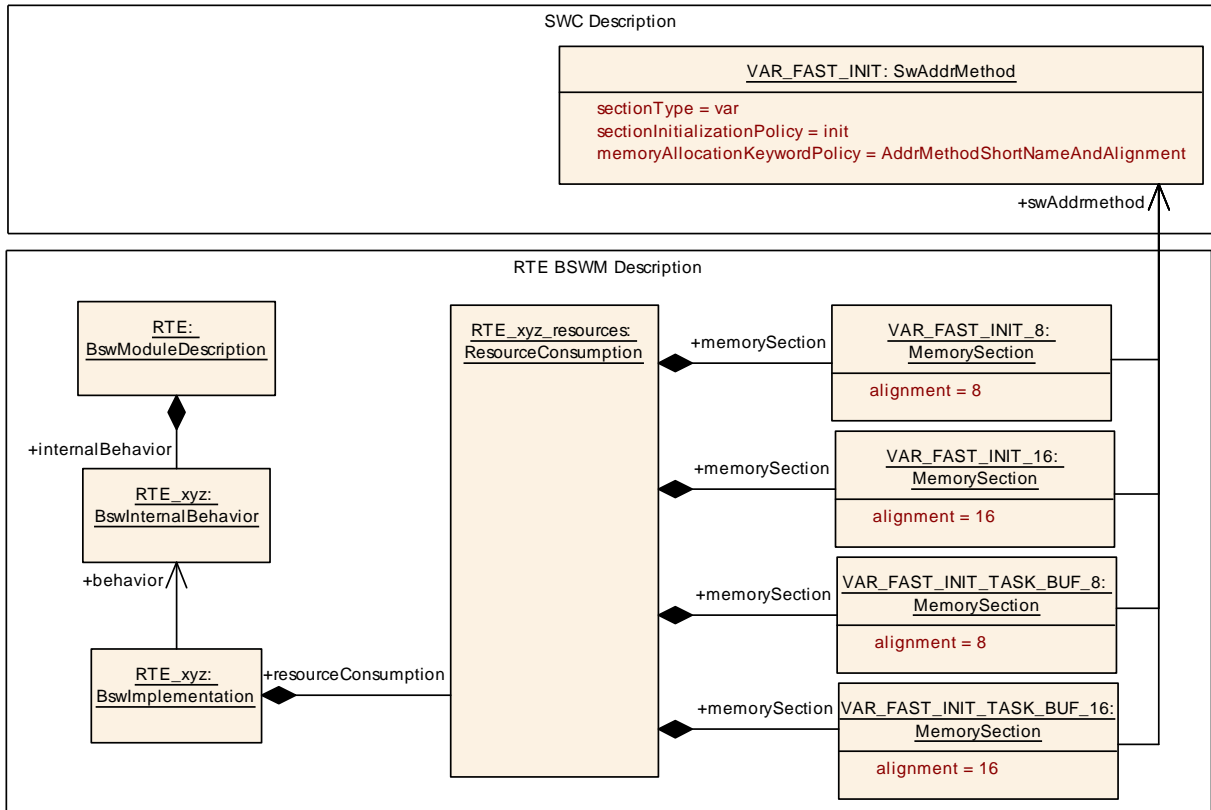 SWC Description
VAR_FAST_INIT: SwAddrMethod
sectionType = var
sectionInitializationPolicy = init
memoryAllocationKeywordPolicy = AddrMethodShortNameAndAlignment
+swAddrmethod
RTE BSWM Description
RTE:
BswModuleDescription
+internalBehavior
RTE_xyz:
BswInternalBehavior
+behavior
RTE_xyz:
BswImplementation
+resourceConsumption
RTE_xyz_resources:
ResourceConsumption
+memorySection
VAR_FAST_INIT_8:
MemorySection
alignment = 8
+memorySection
VAR_FAST_INIT_16:
MemorySection
alignment = 16
+memorySection
VAR_FAST_INIT_TASK_BUF_8:
MemorySection
alignment = 8
+memorySection
VAR_FAST_INIT_TASK_BUF_16:
MemorySection
alignment = 16